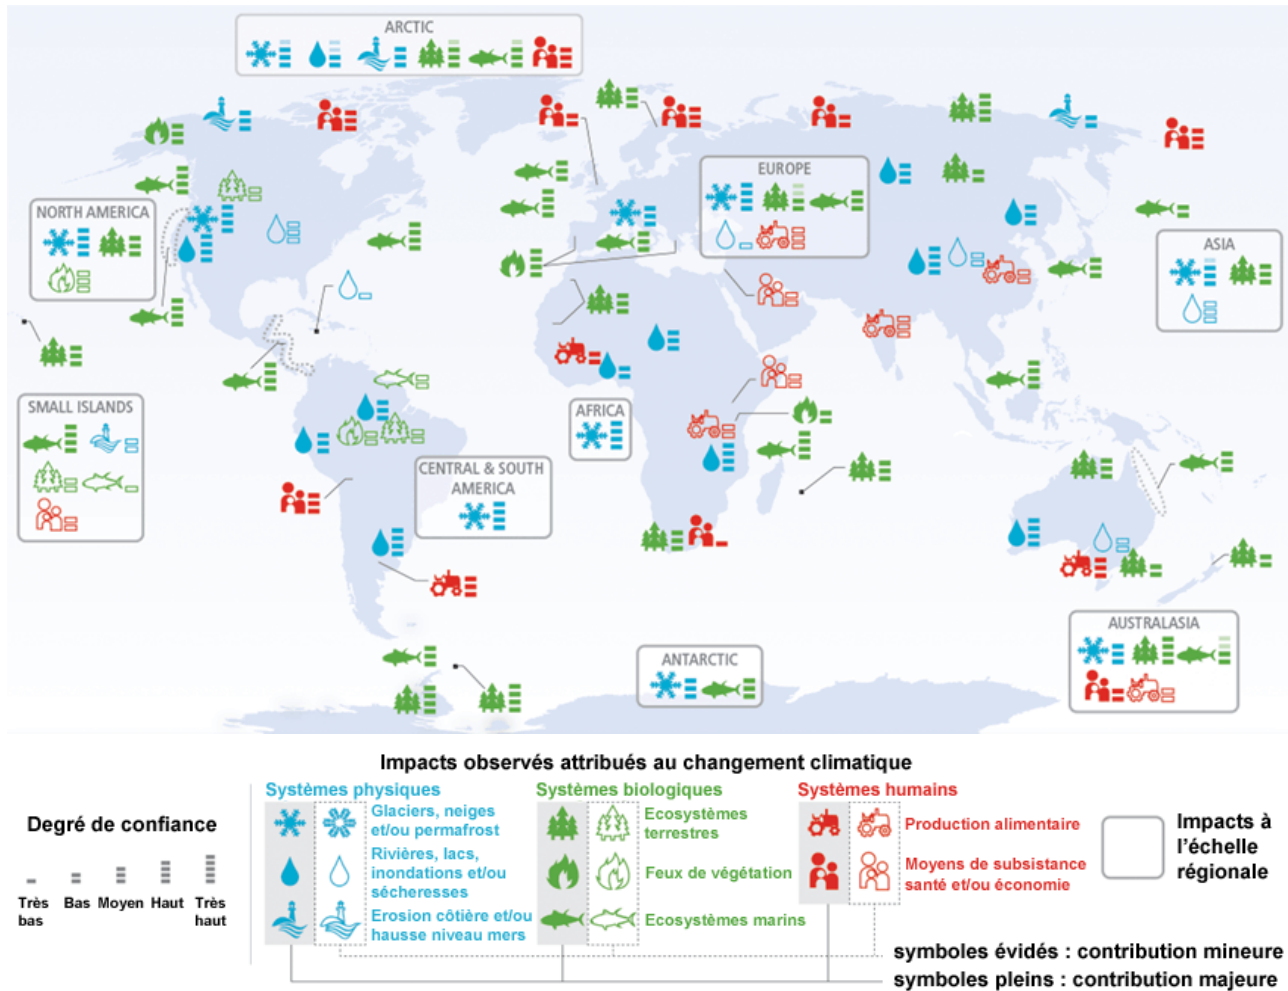 ARCTIC
EUROPE
NORTH AMERICA
ASIA
SMALL ISLANDS
AFRICA
CENTRAL & SOUTH
AMERICA
AUSTRALASIA
ANTARCTIC
Impacts observés attribués au changement climatique
Degré de confiance
Très
bas
Bas
Moyen
Haut
Très
haut
Systèmes physiques
Glaciers, neiges
et/ou permafrost
Rivières, lacs,
inondations et/ou
sécheresses
Erosion côtière et/ou
hausse niveau mers
Systèmes biologiques
Ecosystèmes
terrestres
Feux de végétation
Ecosystèmes marins
Systèmes humains
Production alimentaire
Moyens de subsistance
santé et/ou économie
Impacts à
l'échelle
régionale
symboles évidés : contribution mineure
symboles pleins : contribution majeure